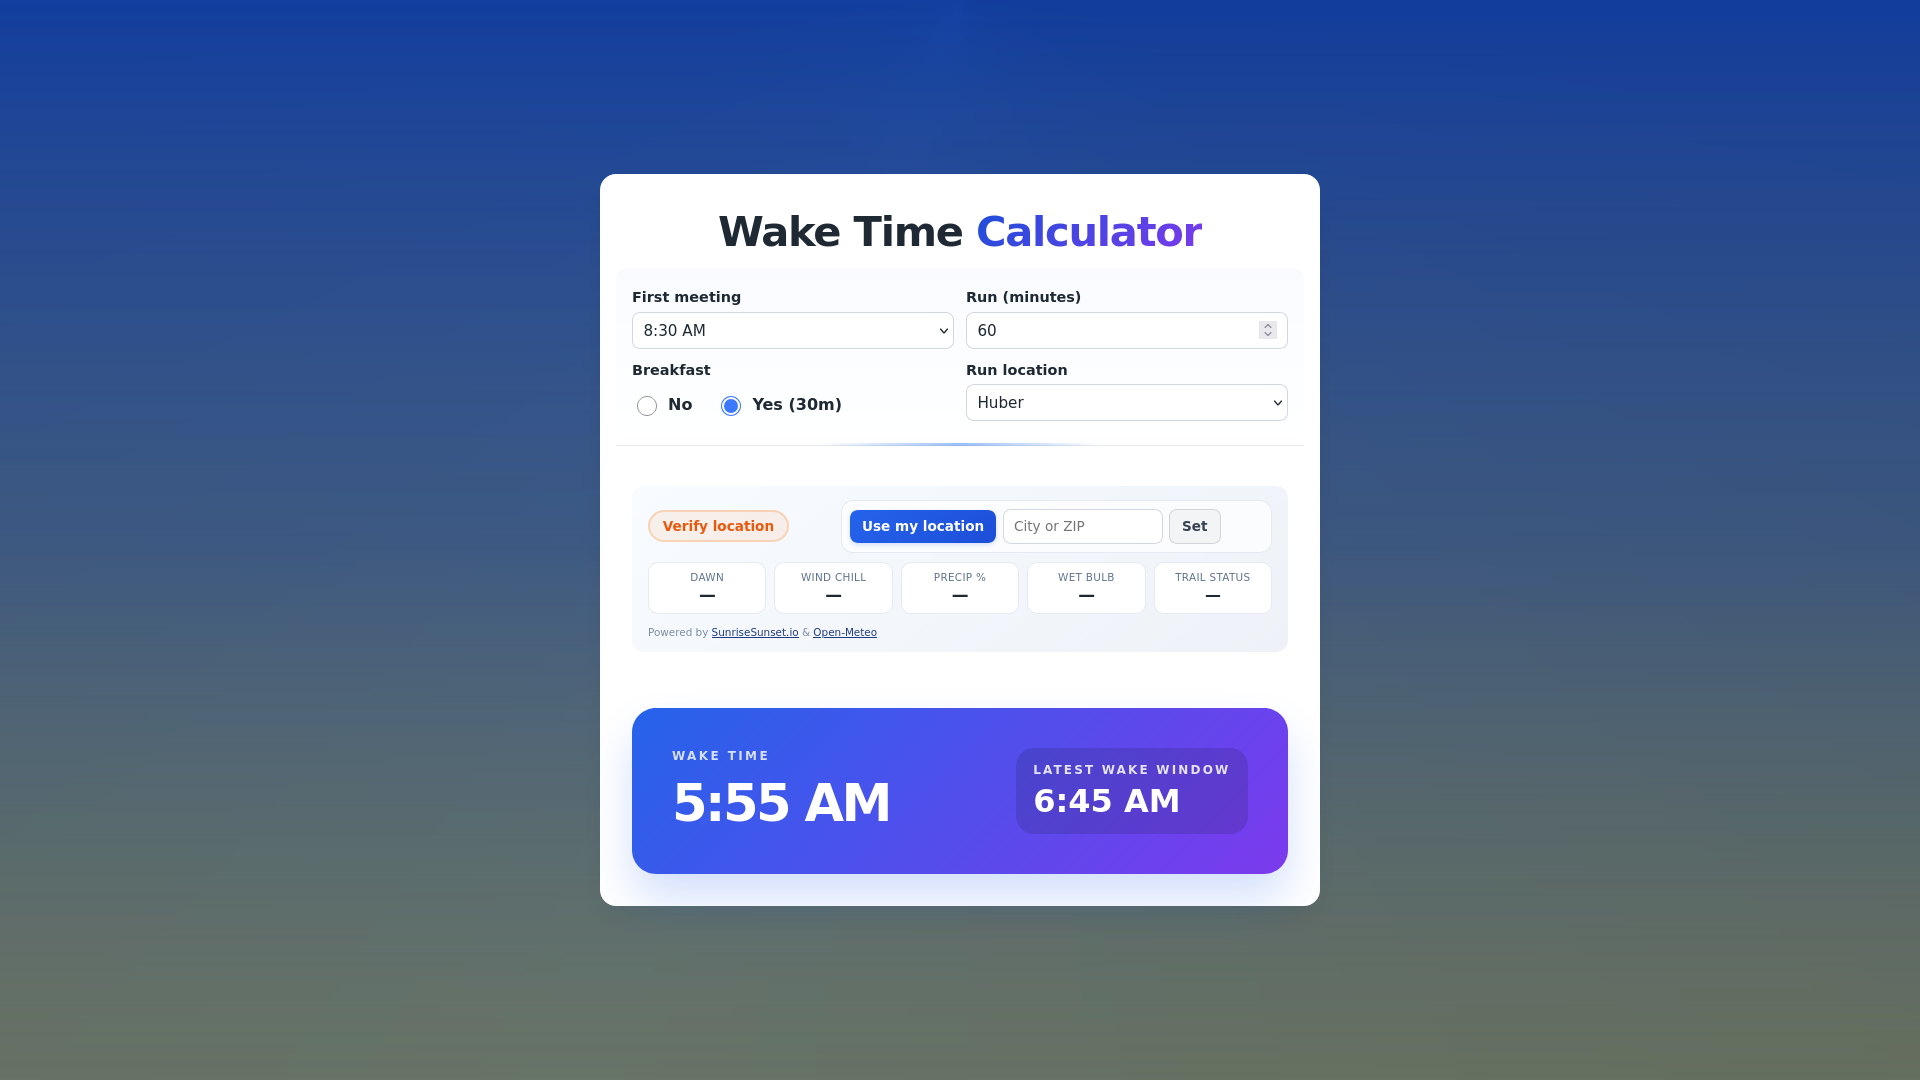 Wake Time Calculator
First meeting
8:30 AM
Run (minutes)
60
Breakfast
No
Yes (30m)
Run location
Huber
Verify location
Use my location
City or ZIP
Set
DAWN
—
WIND CHILL
—
PRECIP %
—
WET BULB
—
TRAIL STATUS
—
Powered by SunriseSunset.io & Open-Meteo
WAKE TIME
5:55 AM
LATEST WAKE WINDOW
6:45 AM